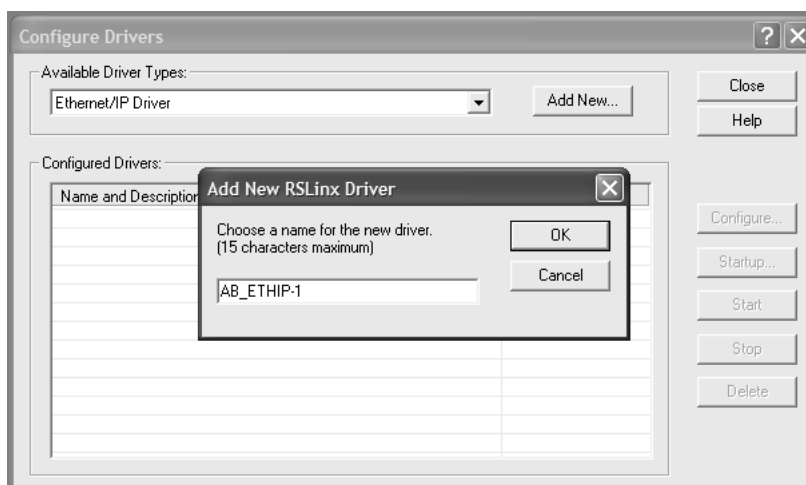 Configure Drivers
Available Driver Types:
Ethernet/IP Driver
Add New...
Close
Help
Configured Drivers:
Name and Description
Add New RSLinx Driver
Choose a name for the new driver.
(15 characters maximum)
AB_ETHIP-1
OK
Cancel
Configure...
Startup...
Start
Stop
Delete